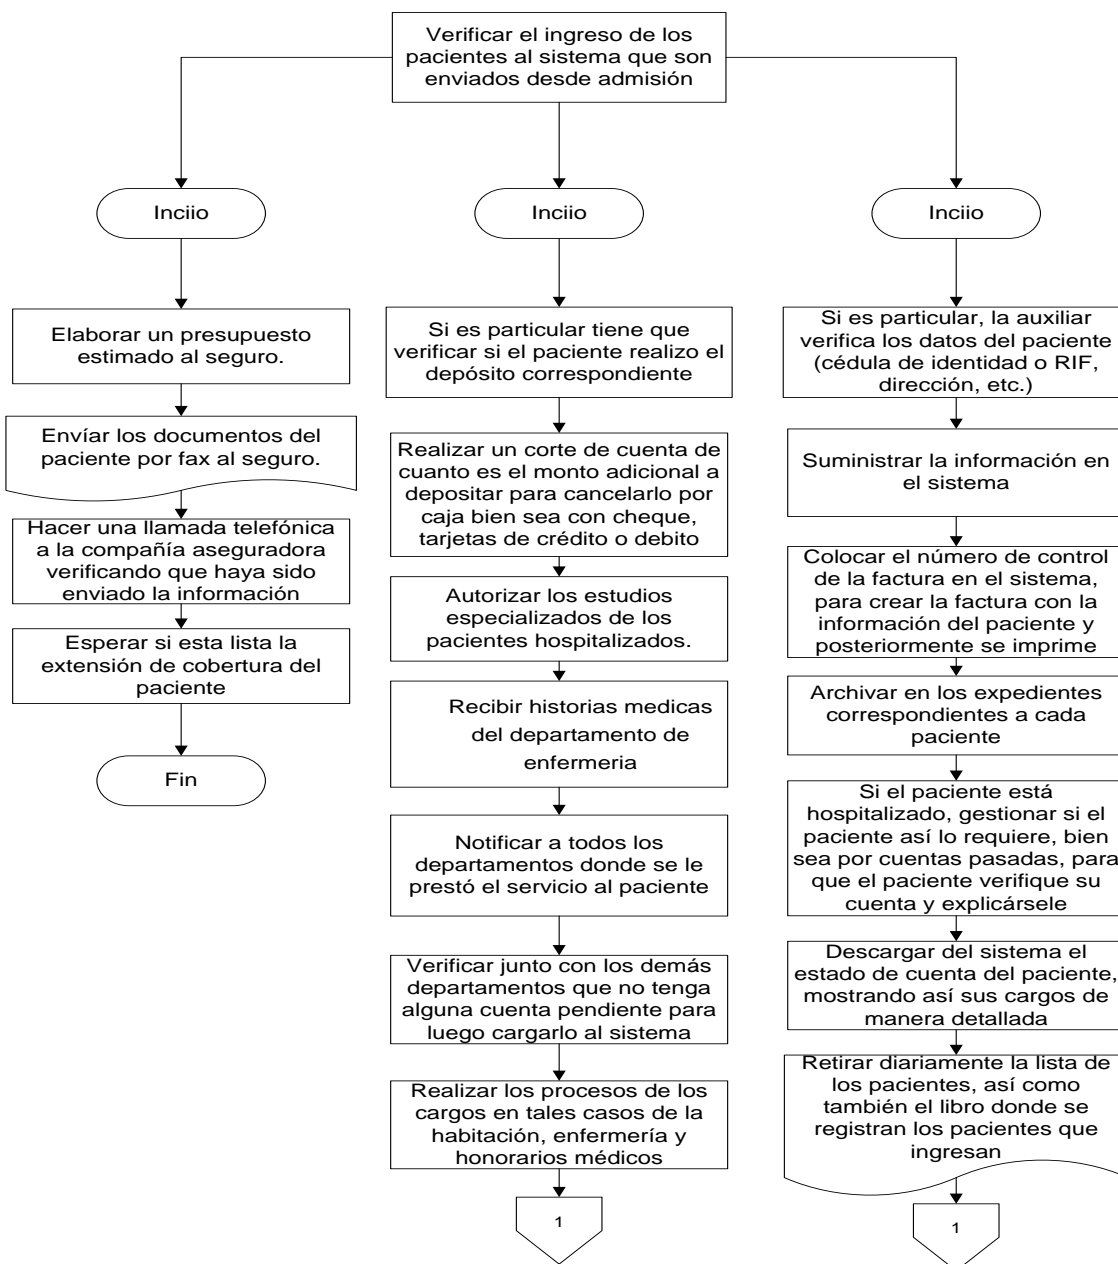 Verificar el ingreso de los
pacientes al sistema que son
enviados desde admisión
Inciio
Elaborar un presupuesto
estimado al seguro.
Envíar los documentos del
paciente por fax al seguro.
Hacer una llamada telefónica
a la compañía aseguradora
verificando que haya sido
enviado la información
Esperar si esta lista la
extensión de cobertura del
paciente
Fin
Inciio
Si es particular tiene que
verificar si el paciente realizo el
depósito correspondiente
Realizar un corte de cuenta de
cuanto es el monto adicional a
depositar para cancelarlo por
caja bien sea con cheque,
tarjetas de crédito o debito
Autorizar los estudios
especializados de los
pacientes hospitalizados.
Recibir historias medicas
del departamento de
enfermeria
Notificar a todos los
departamentos donde se le
prestó el servicio al paciente
Verificar junto con los demás
departamentos que no tenga
alguna cuenta pendiente para
luego cargarlo al sistema
Realizar los procesos de los
cargos en tales casos de la
habitación, enfermería y
honorarios médicos
1
Inciio
Si es particular, la auxiliar
verifica los datos del paciente
(cédula de identidad o RIF,
dirección, etc.)
Suministrar la información en
el sistema
Colocar el número de control
de la factura en el sistema,
para crear la factura con la
información del paciente y
posteriormente se imprime
Archivar en los expedientes
correspondientes a cada
paciente
Si el paciente está
hospitalizado, gestionar si el
paciente así lo requiere, bien
sea por cuentas pasadas, para
que el paciente verifique su
cuenta y explicársele
Descargar del sistema el
estado de cuenta del paciente,
mostrando así sus cargos de
manera detallada
Retirar diariamente la lista de
los pacientes, así como
también el libro donde se
registran los pacientes que
ingresan
1